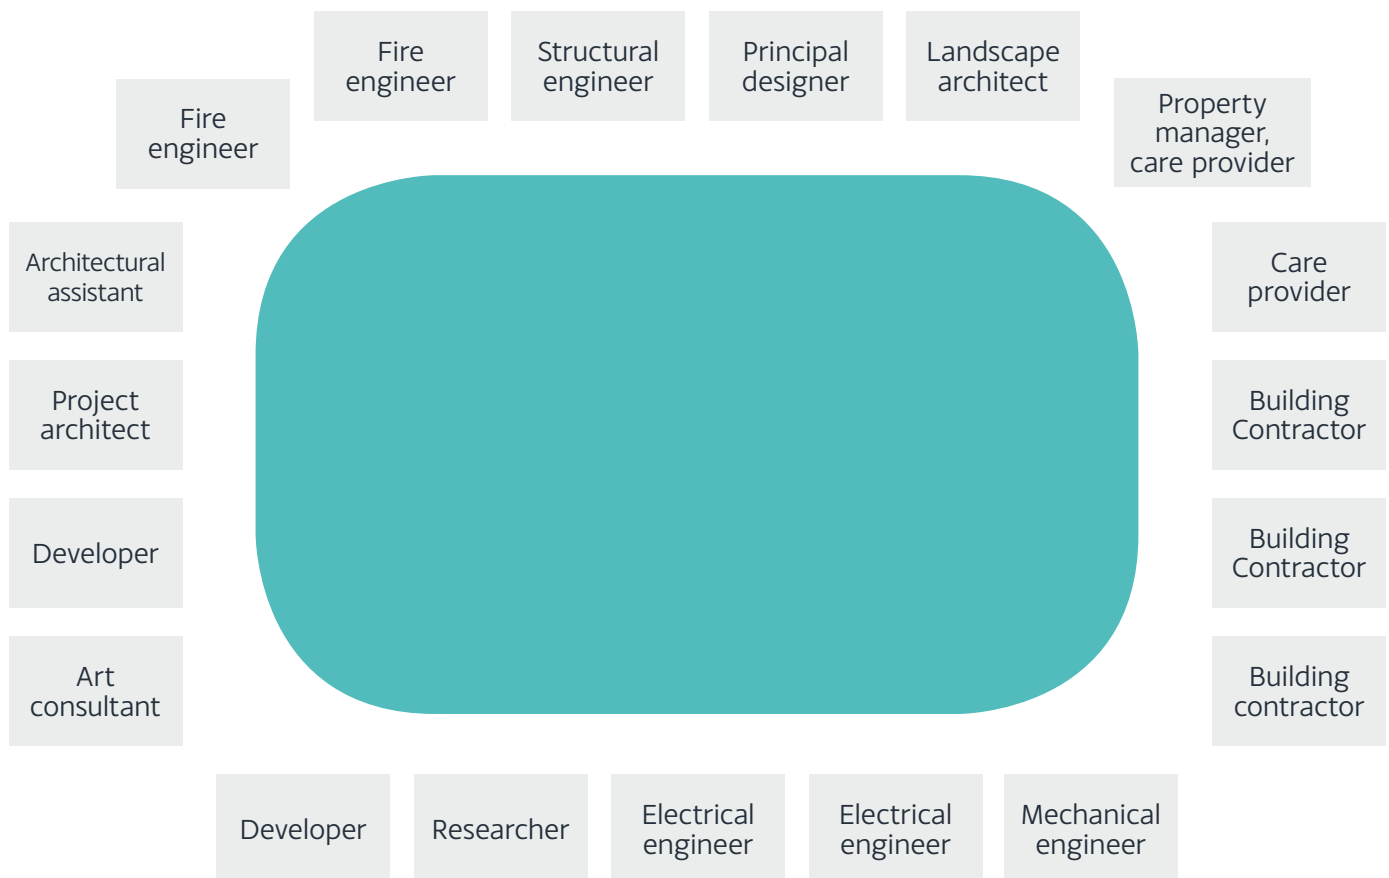 Fire
engineer
Structural
engineer
Principal
designer
Landscape
architect
Fire
engineer
Property
manager,
care provider
Architectural
assistant
Care
provider
Project
architect
Building
Contractor
Developer
Building
Contractor
Art
consultant
Building
contractor
Developer
Researcher
Electrical
engineer
Electrical
engineer
Mechanical
engineer